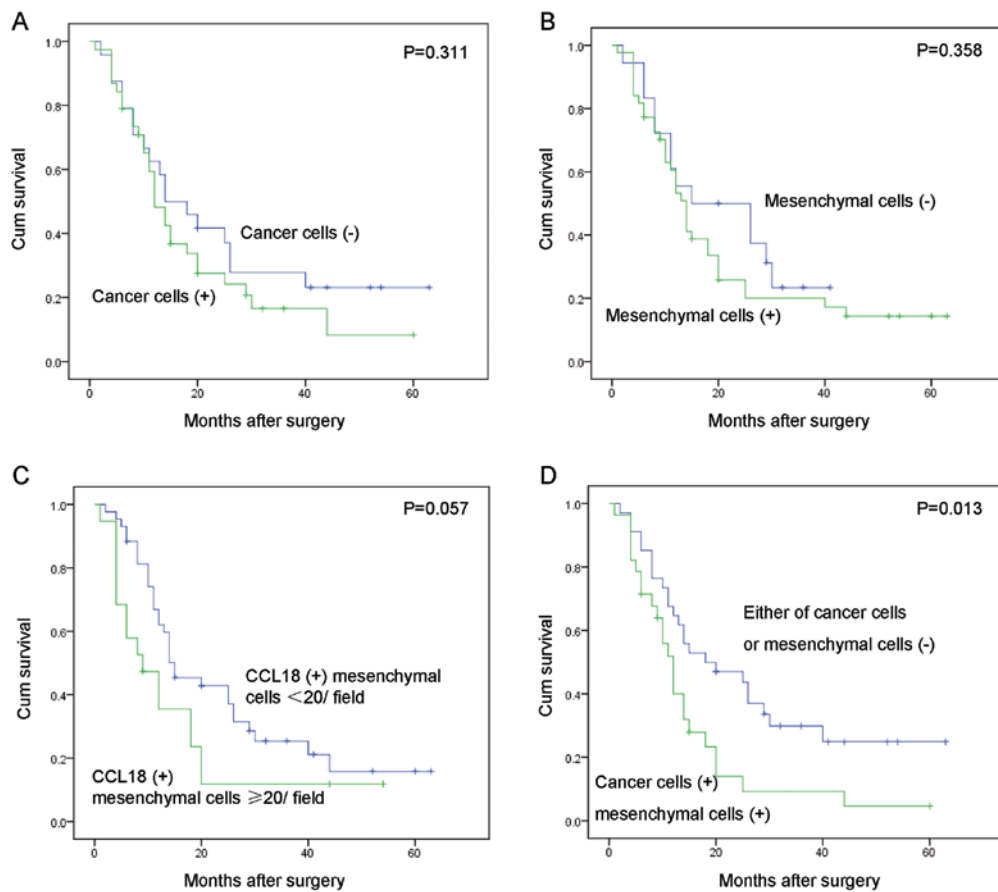 A
P=0.311
1.0
0.8
0.6
0.4
0.2
0.0
Cum survival
Cancer cells (-)
Cancer cells (+)
0
20
40
60
Months after surgery
B
P=0.358
1.0
0.8
0.6
0.4
0.2
0.0
Cum survival
Mesenchymal cells (-)
Mesenchymal cells (+)
0
20
40
60
Months after surgery
C
P=0.057
1.0
0.8
0.6
0.4
0.2
0.0
Cum survival
CCL18 (+) mesenchymal
cells <20/ field
CCL18 (+)
mesenchymal cells ⩾20/ field
0
20
40
60
Months after surgery
D
P=0.013
1.0
0.8
0.6
0.4
0.2
0.0
Cum survival
Either of cancer cells
or mesenchymal cells (-)
Cancer cells (+)
mesenchymal cells (+)
0
20
40
60
Months after surgery